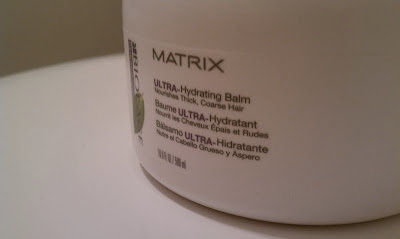 MATRIX
ULTRA-Hydrating Balm
Nourishes Thick, Coarse Hair
Baume ULTRA-Hydratant
Nourrit les Cheveux Épais et Rudes
Bálsamo ULTRA-Hidratante
Nutre el Cabello Grueso y Aspero